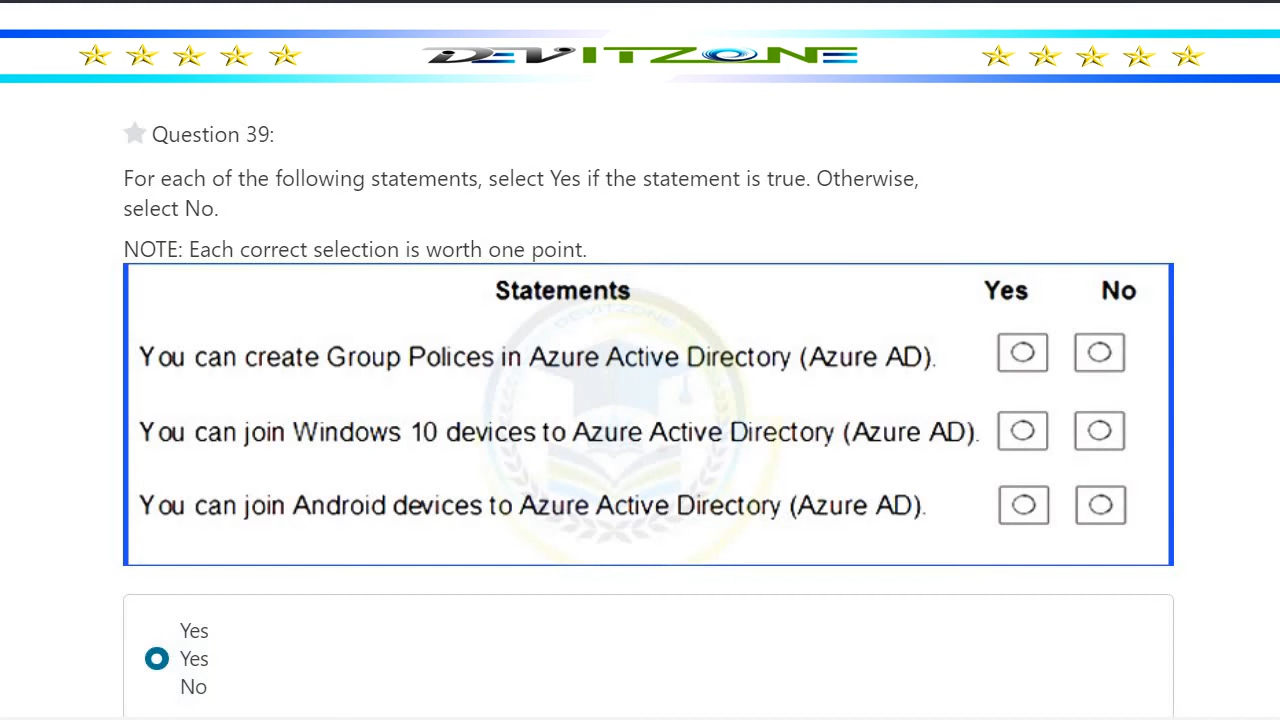 DEVITZONE
Question 39:
For each of the following statements, select Yes if the statement is true. Otherwise,
select No.
NOTE: Each correct selection is worth one point.
Statements Yes No
DEVITZONE
You can create Group Polices in Azure Active Directory (Azure AD).
You can join Windows 10 devices to Azure Active Directory (Azure AD).
You can join Android devices to Azure Active Directory (Azure AD).
Yes
Yes
No